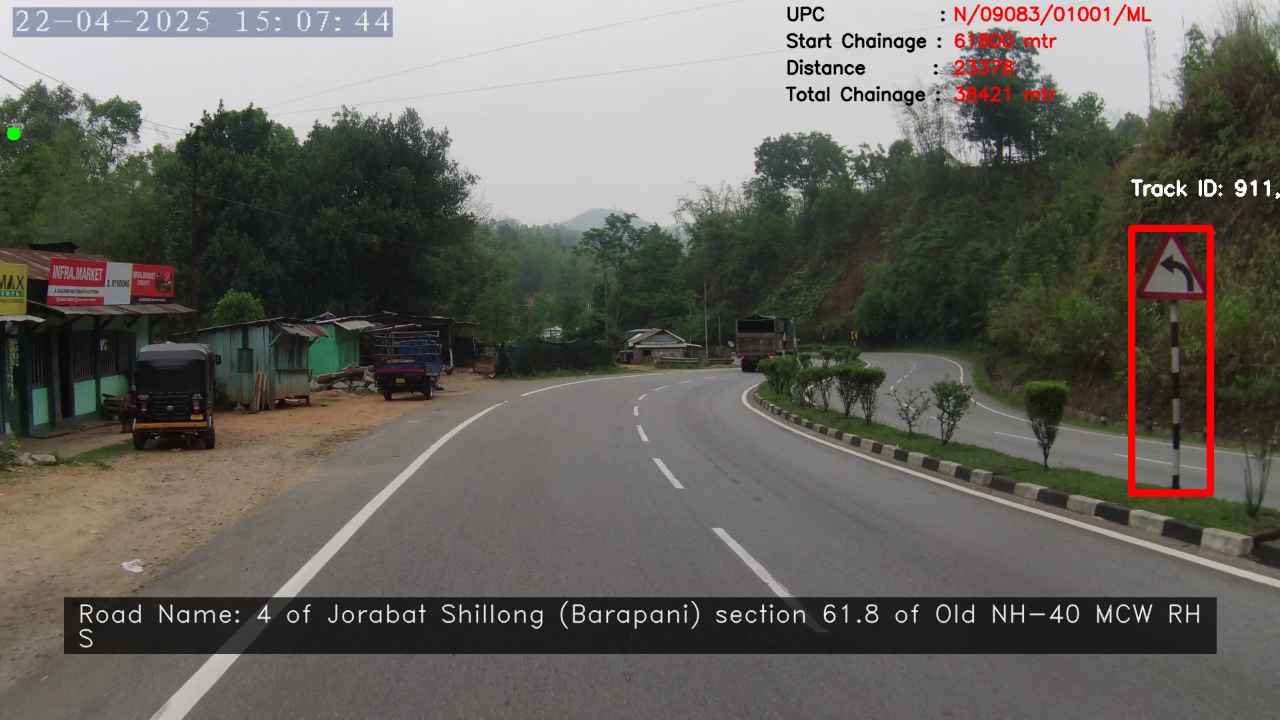 22-04-2025 15:07:44
UPC : N/09083/01001/ML
Start Chainage : 61800 mtr
Distance : 23378
Total Chainage : 38421 mtr
Track ID: 911,
INFRA.MARKET
MAX
Road Name: 4 of Jorabat Shillong (Barapani) section 61.8 of Old NH-40 MCW RH
S